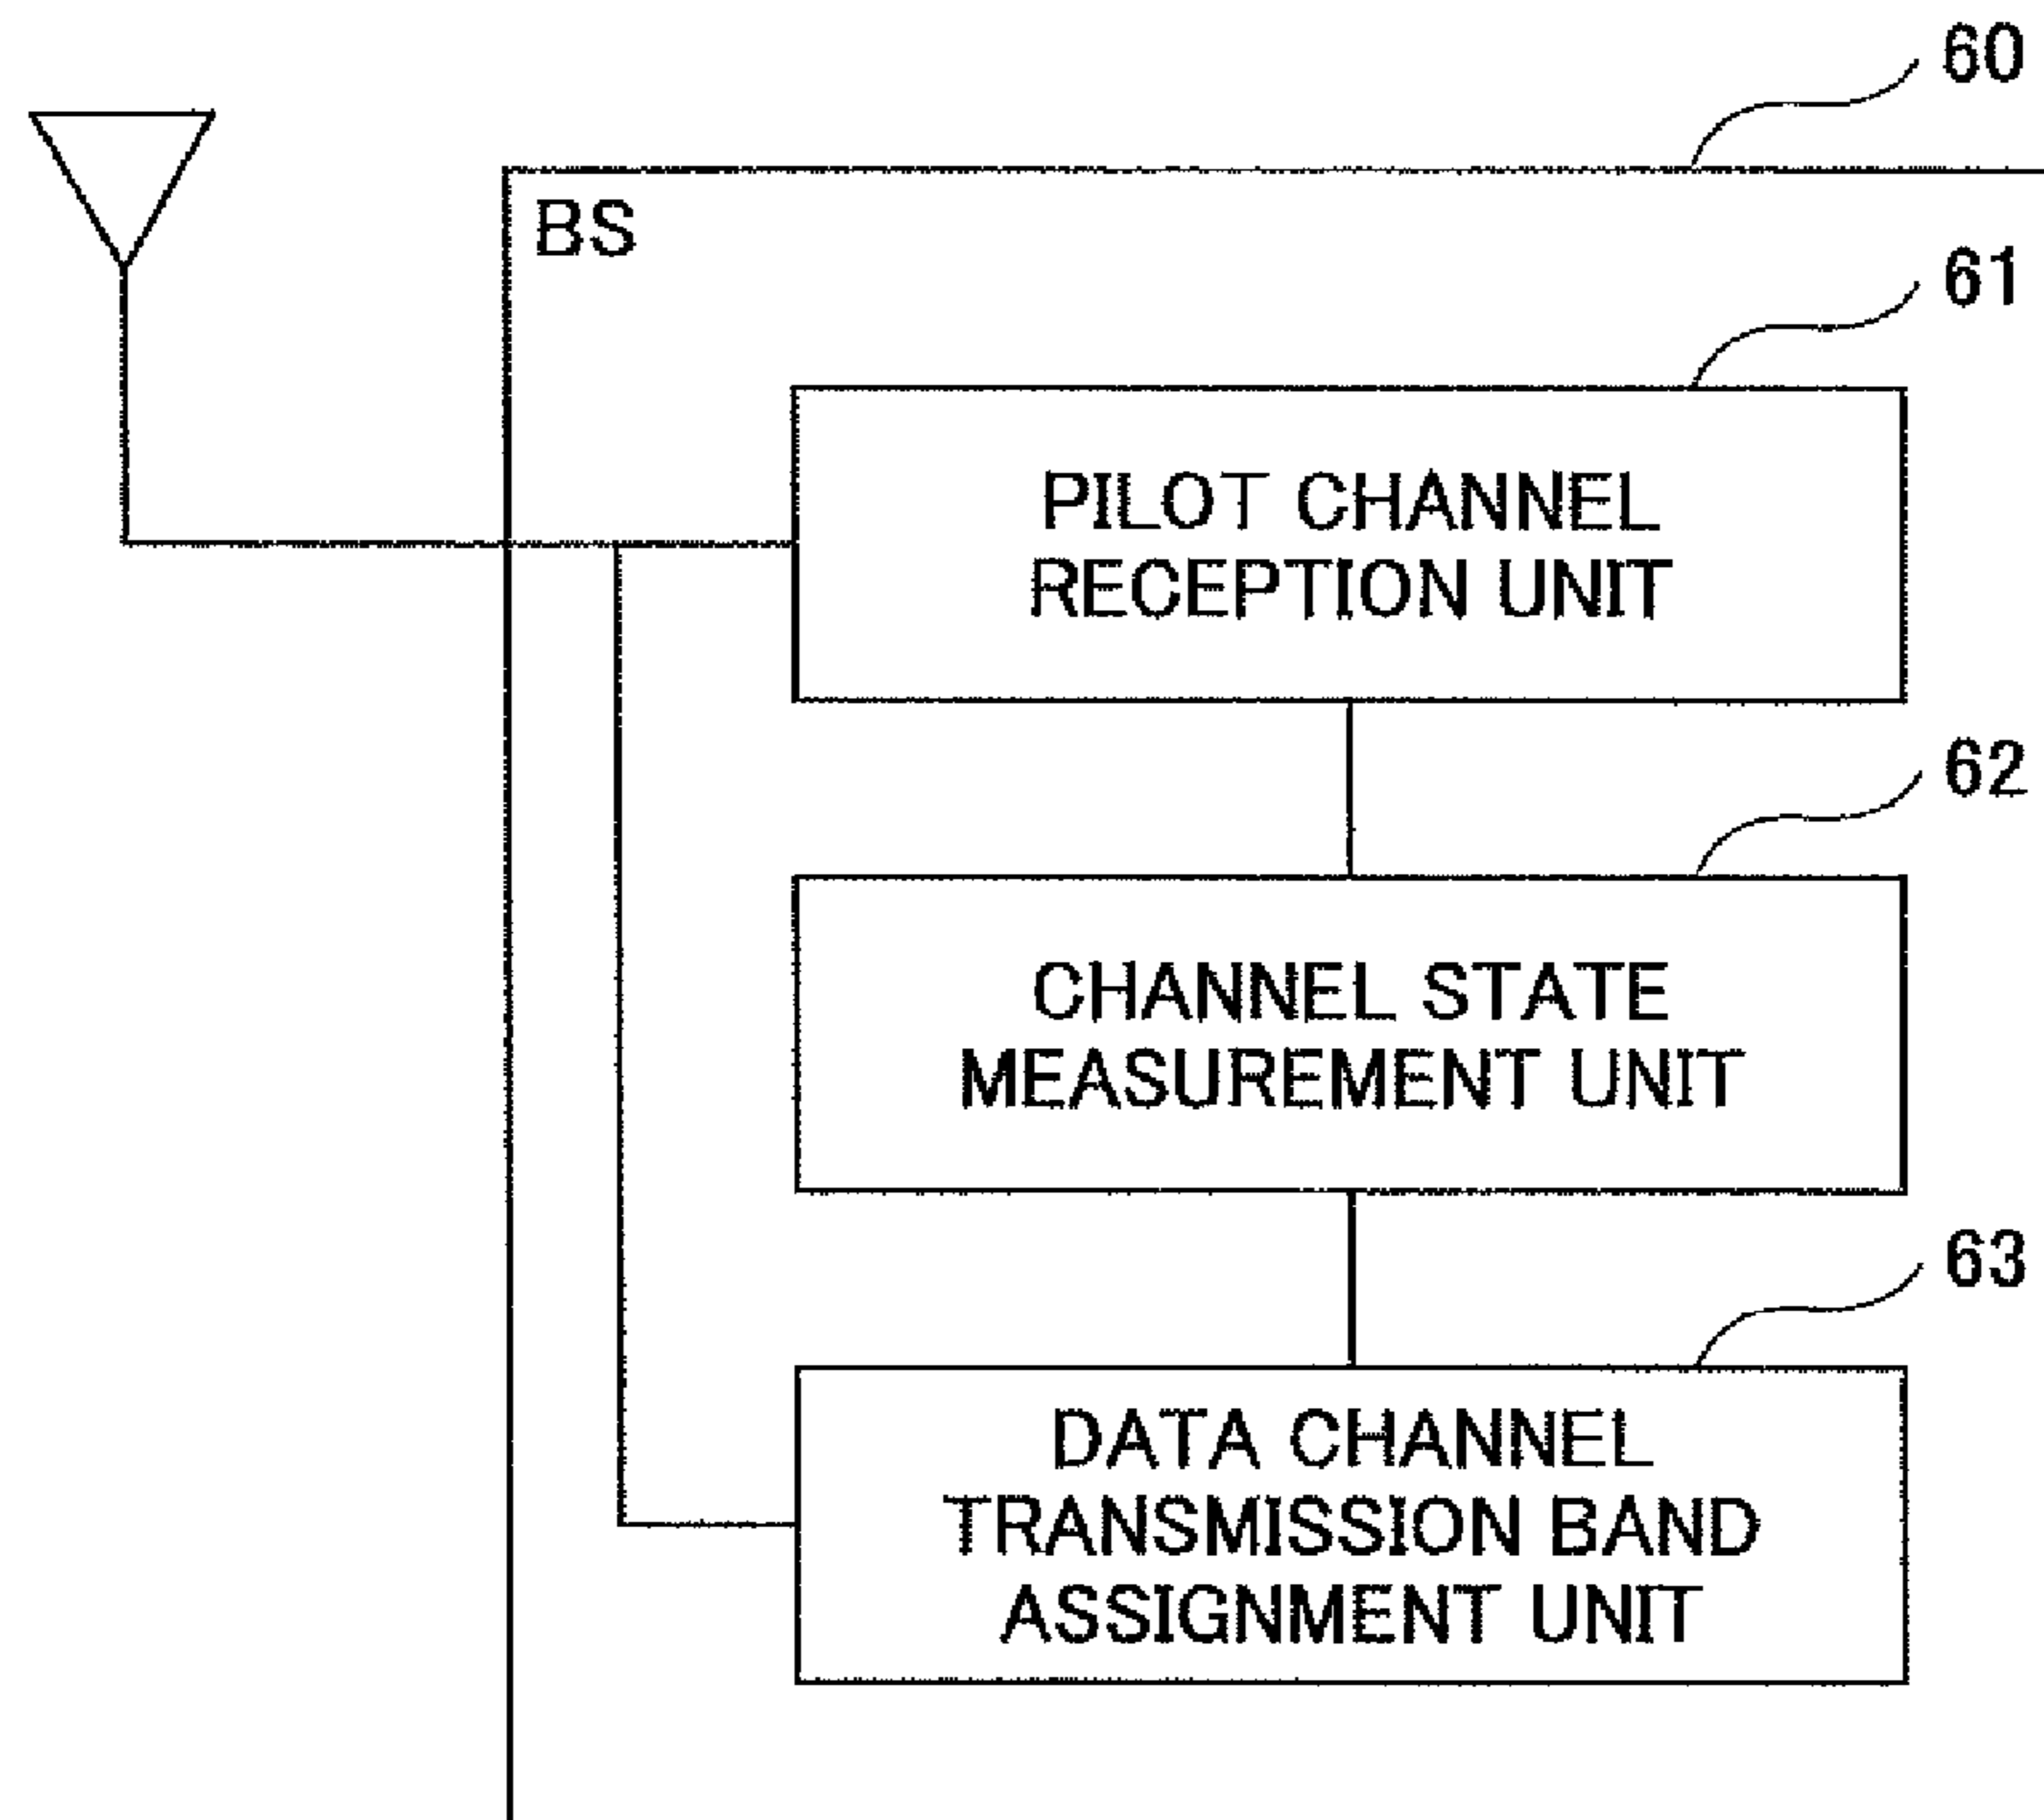 60
BS
61
PILOT CHANNEL
RECEPTION UNIT
62
CHANNEL STATE
MEASUREMENT UNIT
63
DATA CHANNEL
TRANSMISSION BAND
ASSIGNMENT UNIT